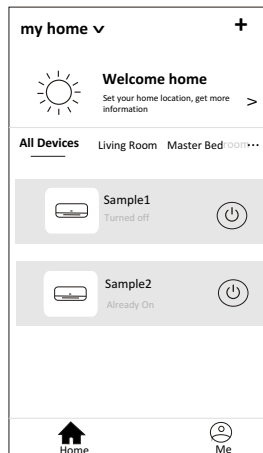 my home
+
Welcome home
Set your home location, get more
information
>
All Devices Living Room Master Bedroom ...
Sample1
Turned off
Sample2
Already On
Home Me